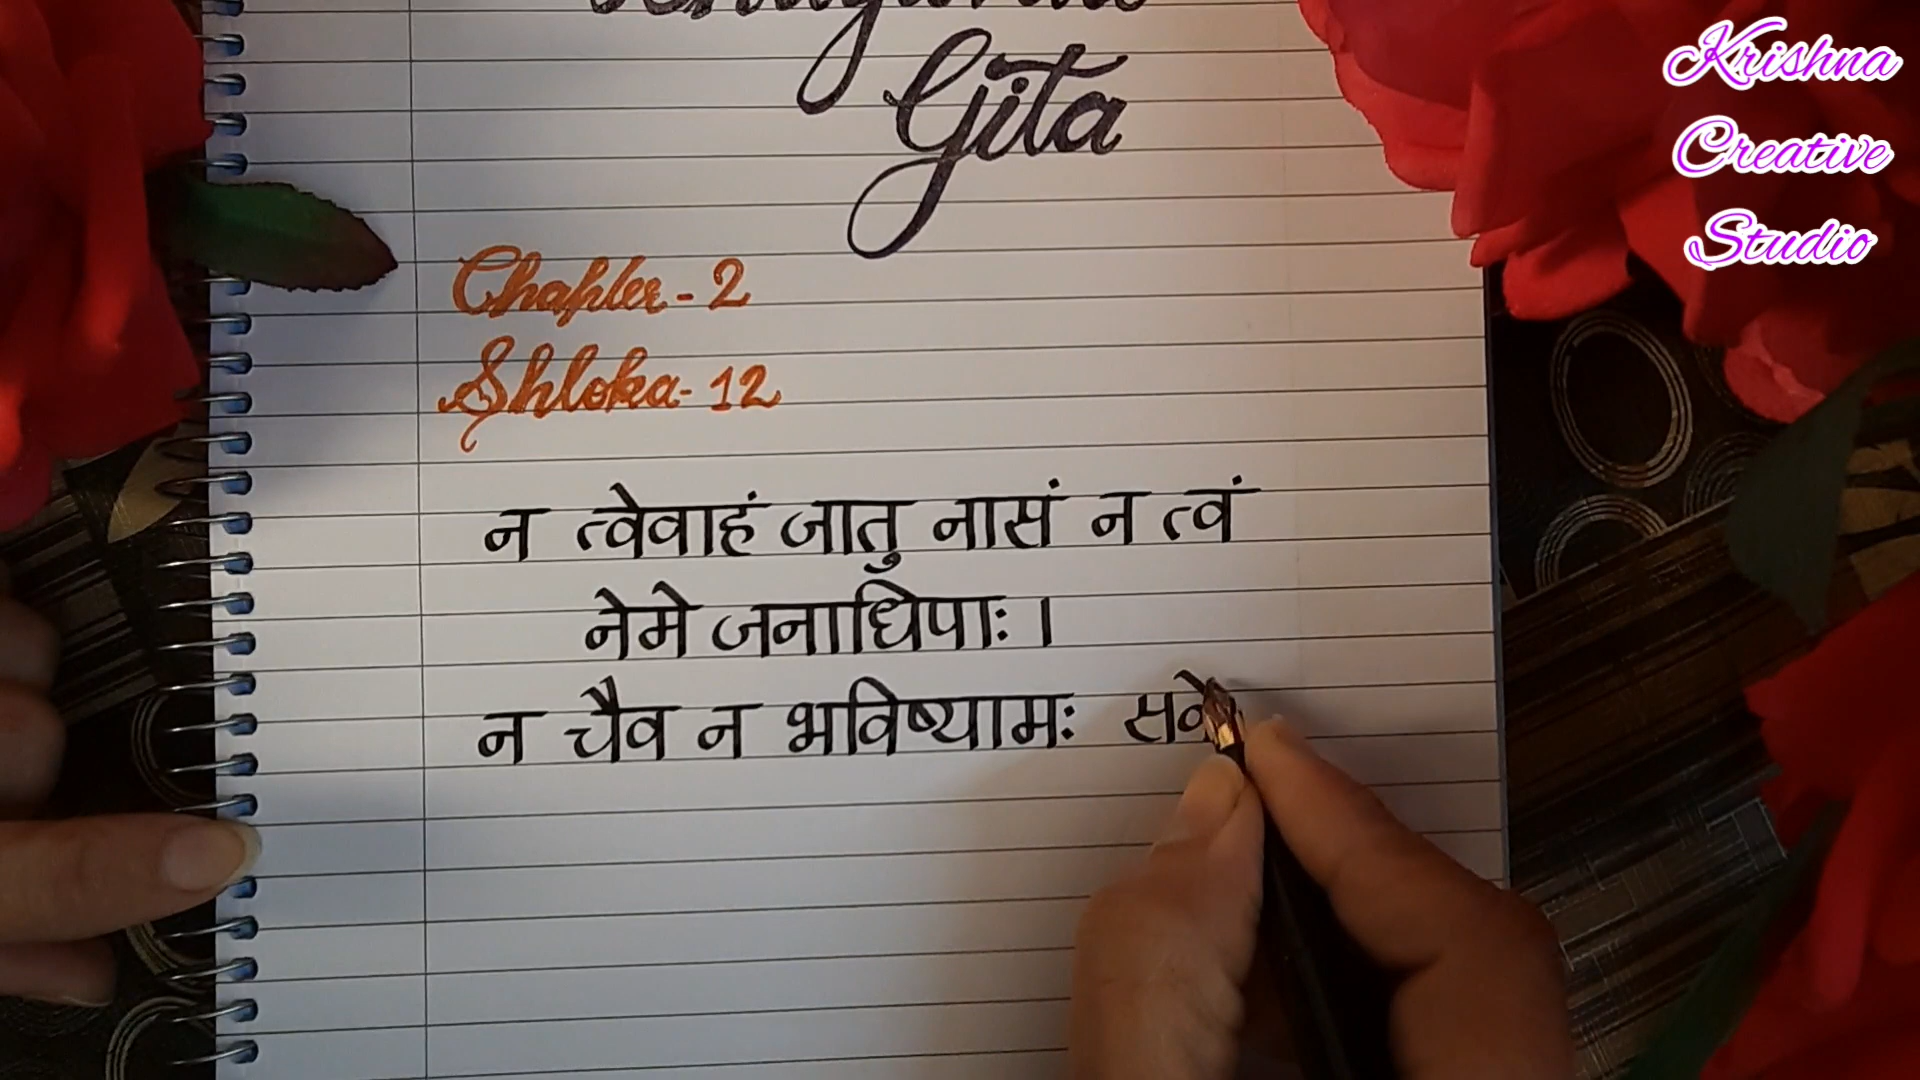 Gita
Chapter - 2
Shloka - 12
न त्वेवाहं जातु नासं न त्वं
नेमे जनाधिपाः ।
न चैव न भविष्यामः
Krishna
Creative
Studio